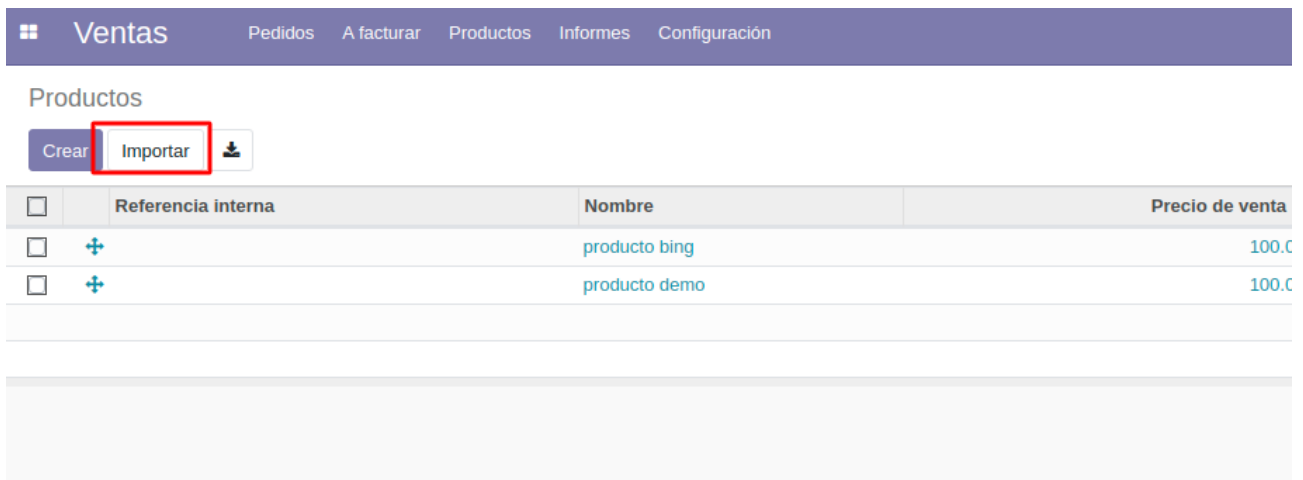 Ventas Pedidos A facturar Productos Informes Configuración
Productos
Crear Importar
Referencia interna Nombre Precio de venta
producto bing 100.0
producto demo 100.0